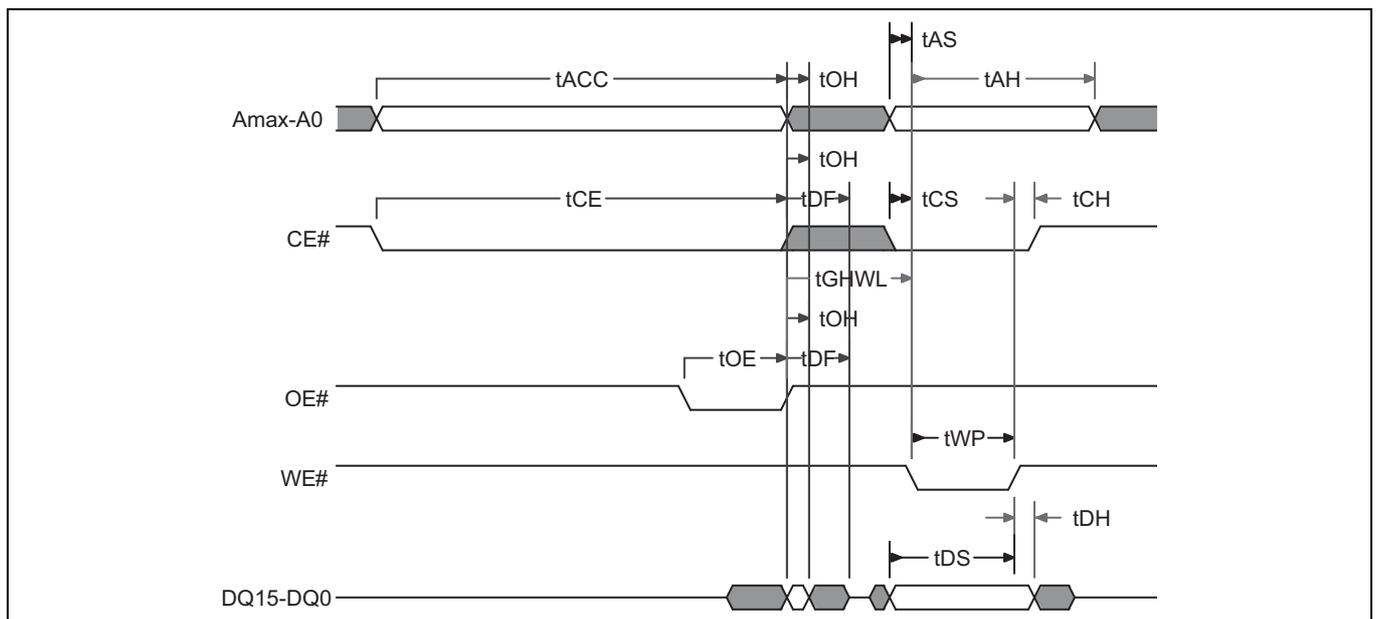 tAS
tACC
tOH
tAH
Amax-A0
tOH
tCE
tDF
tCS
tCH
CE#
tGHWL
tOH
tOE
tDF
OE#
tWP
WE#
tDH
tDS
DQ15-DQ0